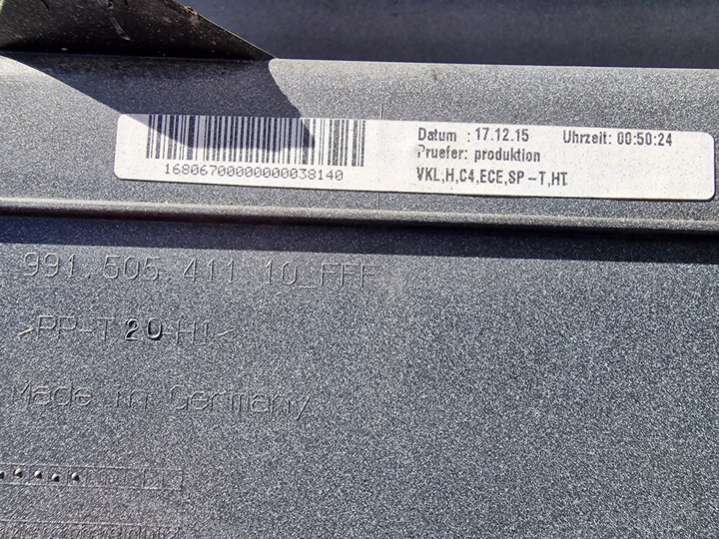 Datum : 17.12.15 Uhrzeit: 00:50:24
Pruefer: produktion
VKL,H,C4,ECE,SP-T,HT
16806700000000038140
991.505.411 10_FFF
>PP-T20-HI<
Made in Germany